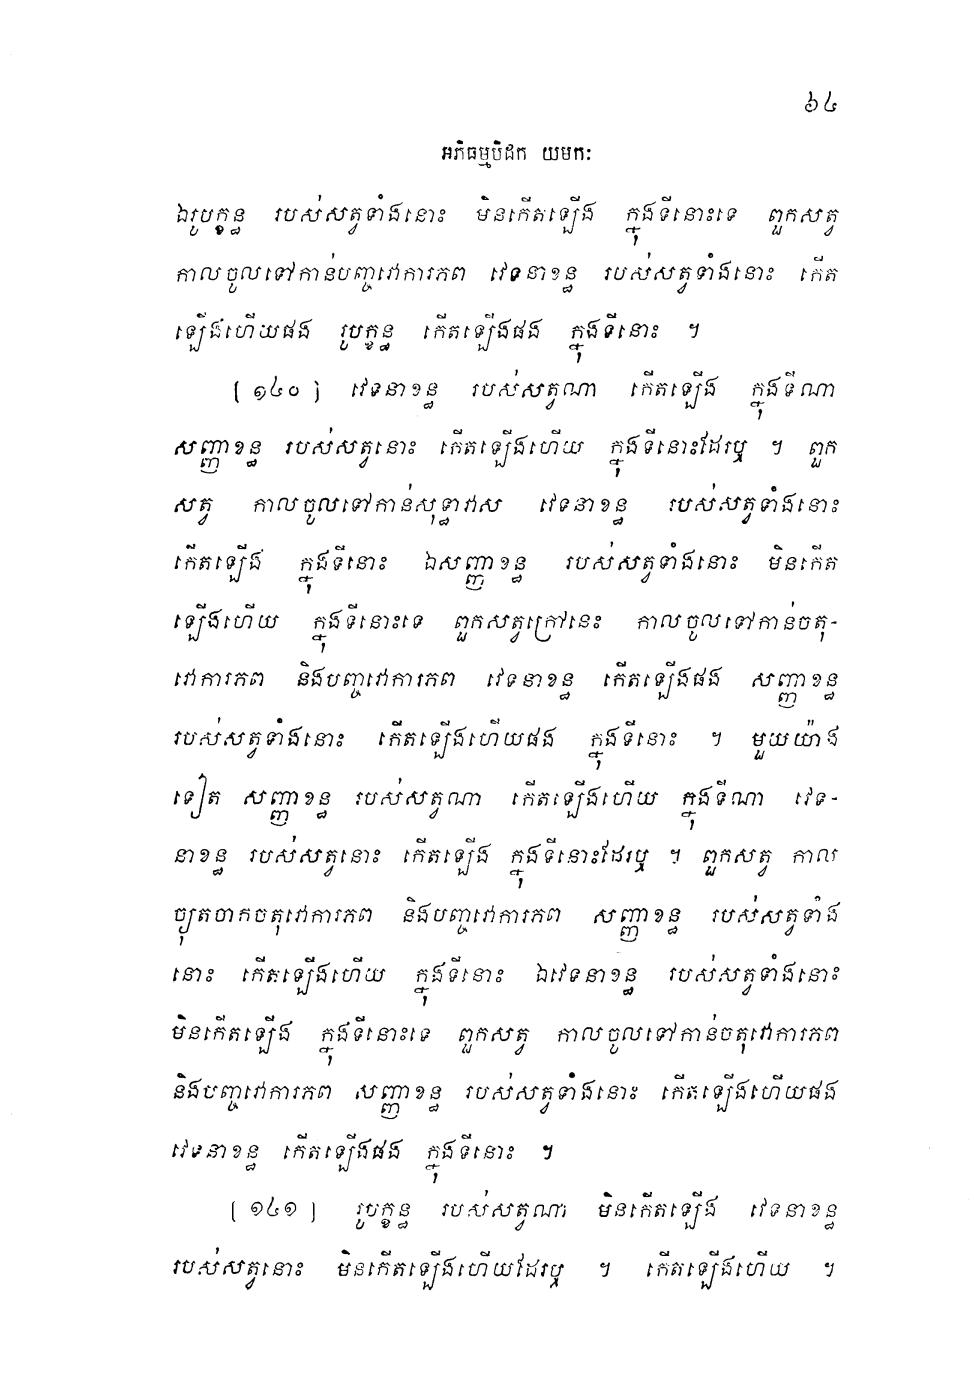 ៦៤
អភិធម្មបិដក យមកៈ
ឯរូបក្ខន្ធ របស់សត្វទាំងនោះ មិនកើតឡើង ក្នុងទីនោះទេ ពួកសត្វ
កាលចូលទៅកាន់បញ្ចវោការភព វេទនាខន្ធ របស់សត្វទាំងនោះ កើត
ឡើងហើយផង រូបក្ខន្ធ កើតឡើងផង ក្នុងទីនោះ ។
[ ១៤០ ] វេទនាខន្ធ របស់សត្វណា កើតឡើង ក្នុងទីណា
សញ្ញាខន្ធ របស់សត្វនោះ កើតឡើងហើយ ក្នុងទីនោះដែរឬ ។ ពួក
សត្វ កាលចូលទៅកាន់សុទ្ធាវាស វេទនាខន្ធ របស់សត្វទាំងនោះ
កើតឡើង ក្នុងទីនោះ ឯសញ្ញាខន្ធ របស់សត្វទាំងនោះ មិនកើត
ឡើងហើយ ក្នុងទីនោះទេ ពួកសត្វក្រៅនេះ កាលចូលទៅកាន់ចតុ-
វោការភព និងបញ្ចវោការភព វេទនាខន្ធ កើតឡើងផង សញ្ញាខន្ធ
របស់សត្វទាំងនោះ កើតឡើងហើយផង ក្នុងទីនោះ ។ មួយយ៉ាង
ទៀត សញ្ញាខន្ធ របស់សត្វណា កើតឡើងហើយ ក្នុងទីណា វេទ-
នាខន្ធ របស់សត្វនោះ កើតឡើង ក្នុងទីនោះដែរឬ ។ ពួកសត្វ កាល
ច្យុតចាកចតុវោការភព និងបញ្ចវោការភព សញ្ញាខន្ធ របស់សត្វទាំង
នោះ កើតឡើងហើយ ក្នុងទីនោះ ឯវេទនាខន្ធ របស់សត្វទាំងនោះ
មិនកើតឡើង ក្នុងទីនោះទេ ពួកសត្វ កាលចូលទៅកាន់ចតុវោការភព
និងបញ្ចវោការភព សញ្ញាខន្ធ របស់សត្វទាំងនោះ កើតឡើងហើយផង
វេទនាខន្ធ កើតឡើងផង ក្នុងទីនោះ ។
[ ១៤១ ] រូបក្ខន្ធ របស់សត្វណា មិនកើតឡើង វេទនាខន្ធ
របស់សត្វនោះ មិនកើតឡើងហើយដែរឬ ។ កើតឡើងហើយ ។